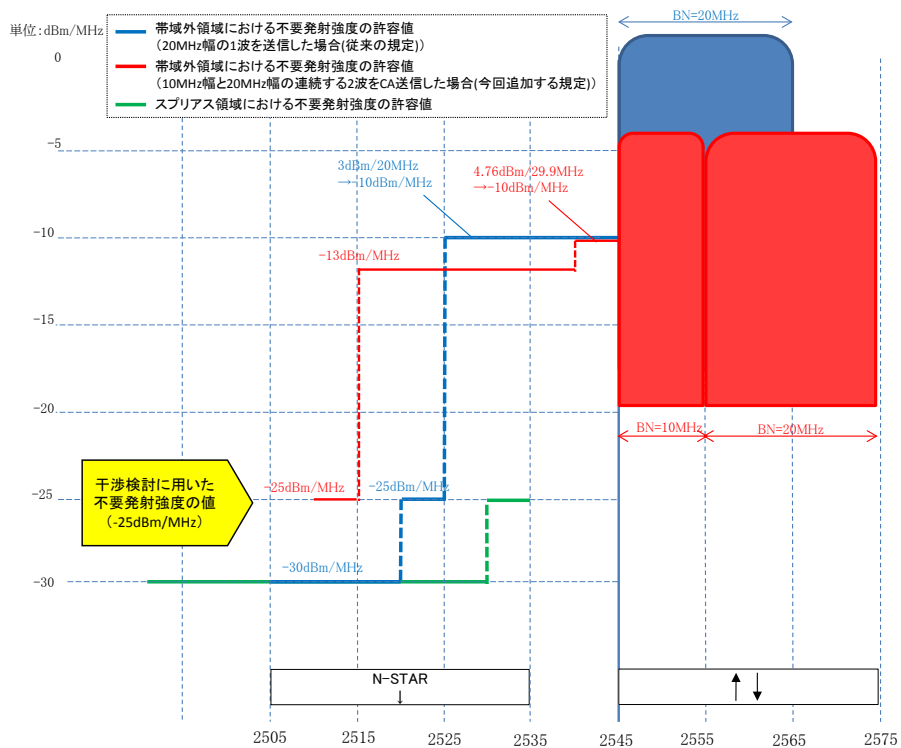 単位:dBm/MHz
帯域外領域における不要発射強度の許容値
(20MHz幅の1波を送信した場合(従来の規定))
帯域外領域における不要発射強度の許容値
(10MHz幅と20MHz幅の連続する2波をCA送信した場合(今回追加する規定))
スプリアス領域における不要発射強度の許容値
BN=20MHz
0
-5
3dBm/20MHz
→-10dBm/MHz
4.76dBm/29.9MHz
→-10dBm/MHz
-10
-13dBm/MHz
-15
-20
BN=10MHz
BN=20MHz
干渉検討に用いた
不要発射強度の値
(-25dBm/MHz)
-25dBm/MHz
-25dBm/MHz
-25
-30dBm/MHz
-30
N-STAR
↓
↑↓
2505 2515 2525 2535 2545 2555 2565 2575